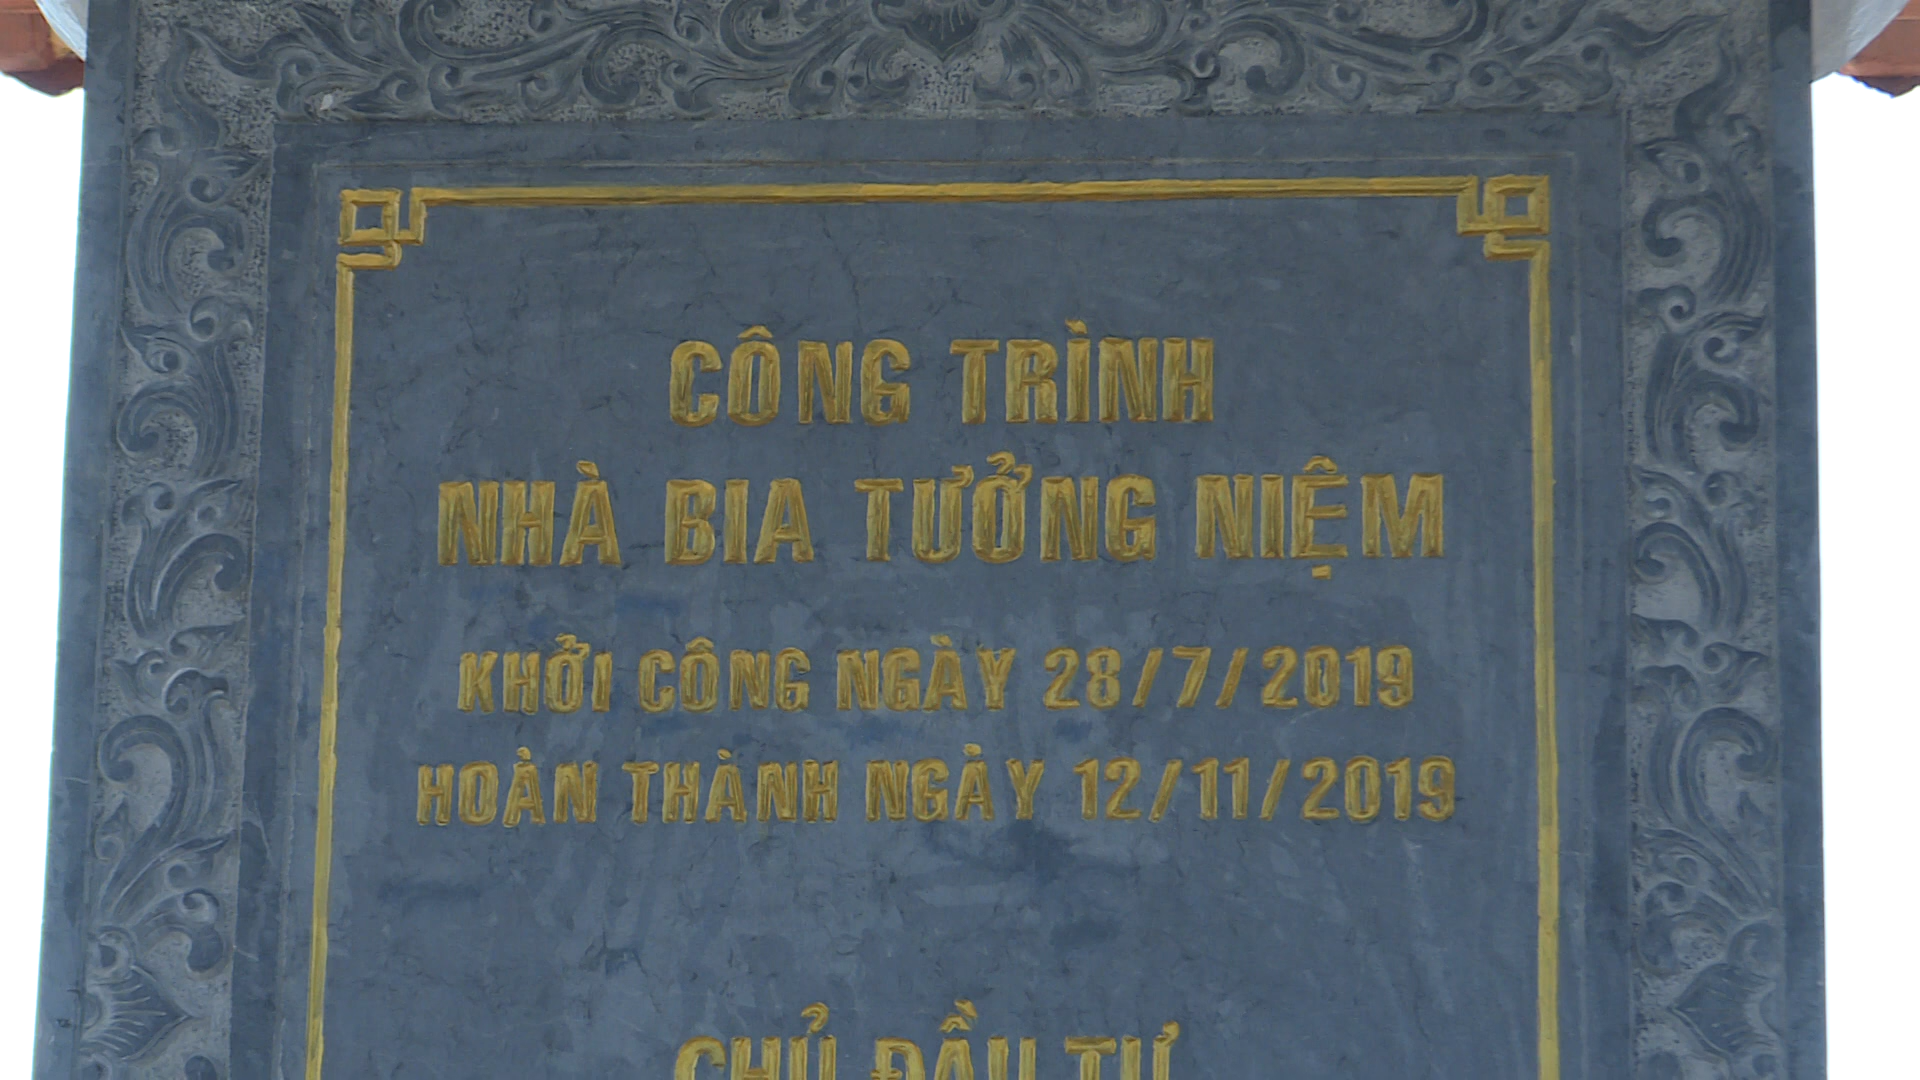 CÔNG TRÌNH
NHÀ BIA TƯỞNG NIỆM
KHỞI CÔNG NGÀY 28/7/2019
HOÀN THÀNH NGÀY 12/11/2019
CHỦ ĐẦU TƯ